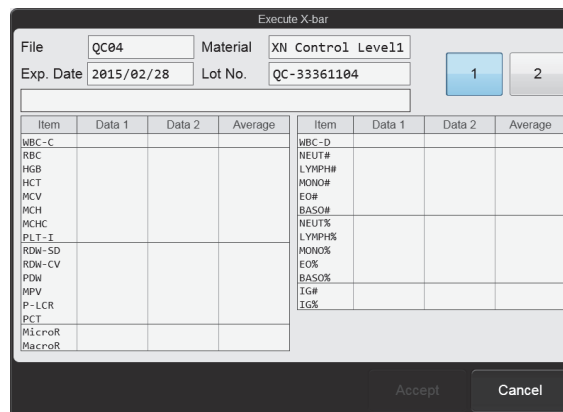 Execute X-bar
File QC04 Material XN Control Level1
Exp. Date 2015/02/28 Lot No. QC-33361104
1 2
Item Data 1 Data 2 Average
WBC-C
RBC
HGB
HCT
MCV
MCH
MCHC
PLT-I
RDW-SD
RDW-CV
PDW
MPV
P-LCR
PCT
MicroR
MacroR
Item Data 1 Data 2 Average
WBC-D
NEUT#
LYMPH#
MONO#
EO#
BASO#
NEUT%
LYMPH%
MONO%
EO%
BASO%
IG#
IG%
Accept Cancel